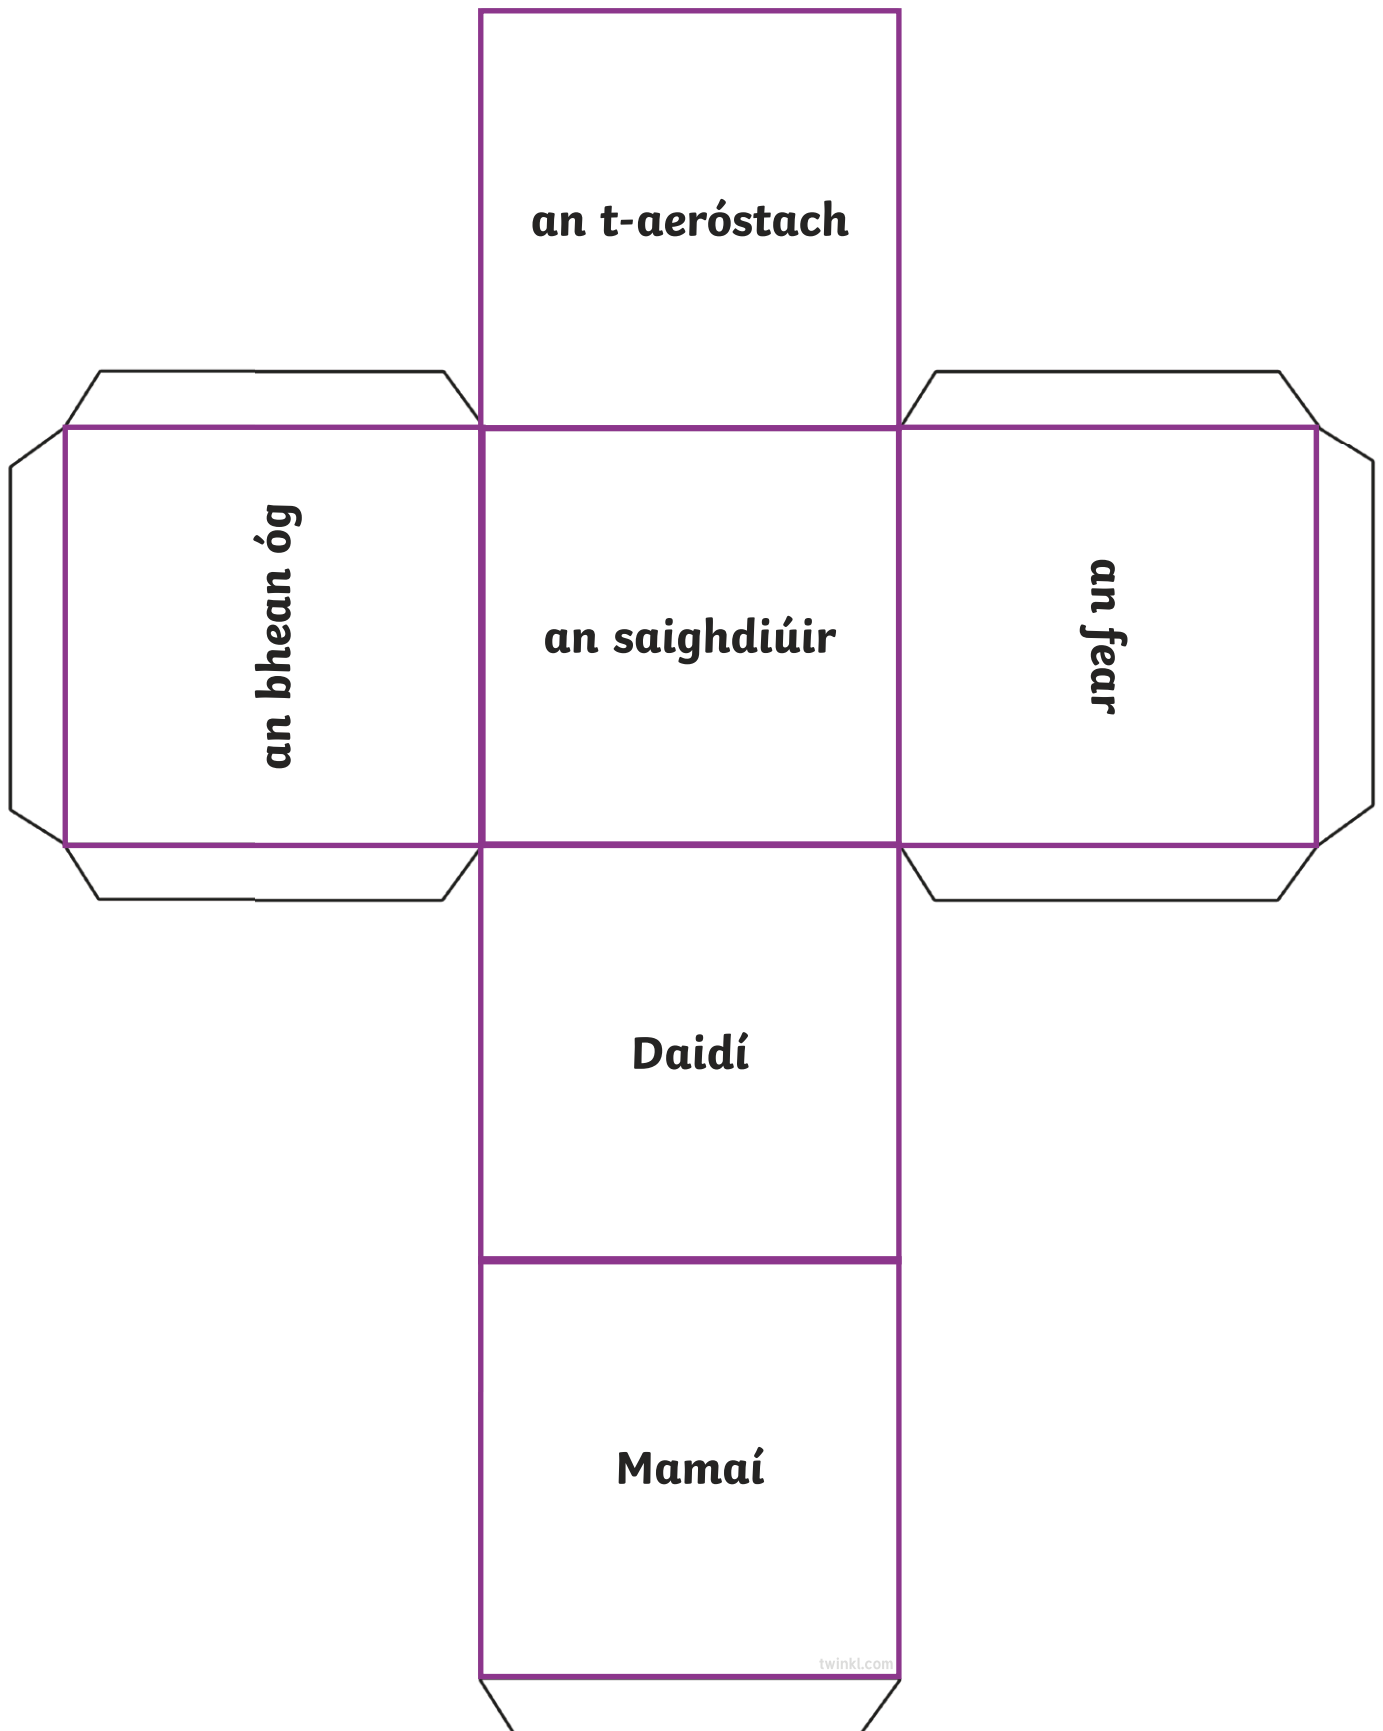 an t-aeróstach
an bhean óg
an saighdiúir
an fear
Daidí
Mamaí
twinkl.com